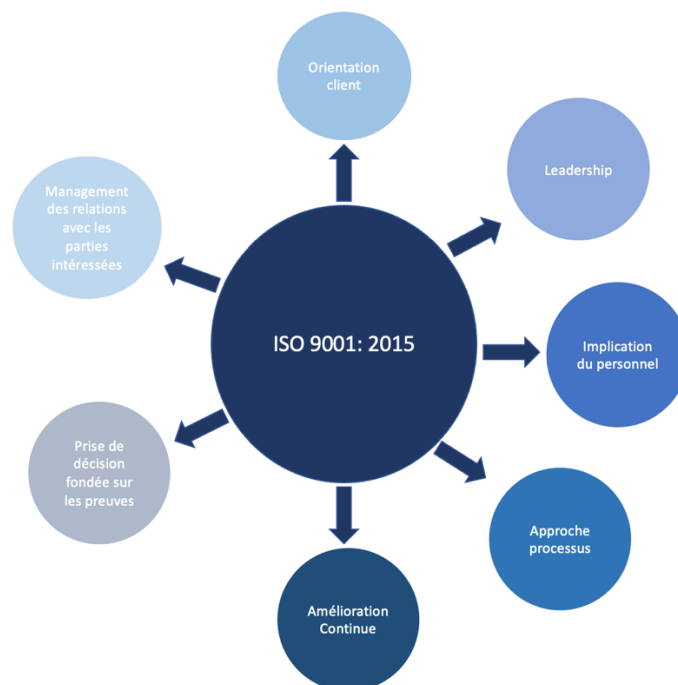 Orientation
client
Leadership
Implication
du personnel
Approche
processus
Amélioration
Continue
Prise de
décision
fondée sur
les preuves
Management
des relations
avec les
parties
intéressées
ISO 9001: 2015